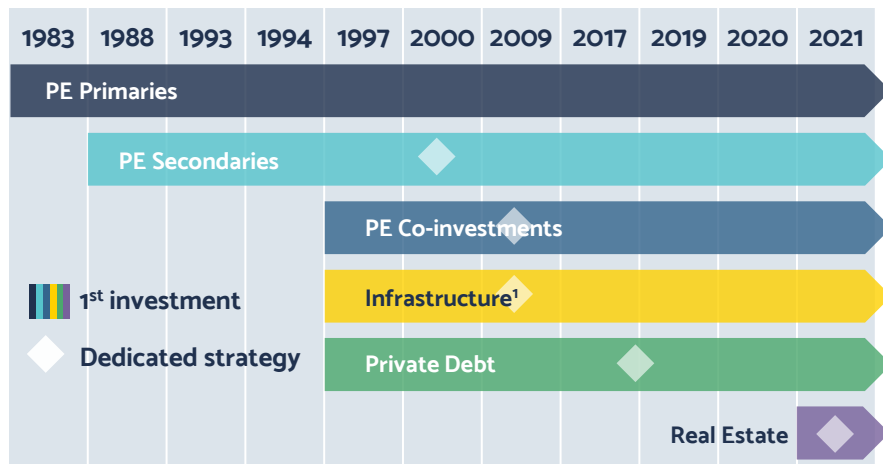 1983 1988 1993 1994 1997 2000 2009 2017 2019 2020 2021
PE Primaries
PE Secondaries
PE Co-investments
Infrastructure¹
1st investment
Dedicated strategy
Private Debt
Real Estate